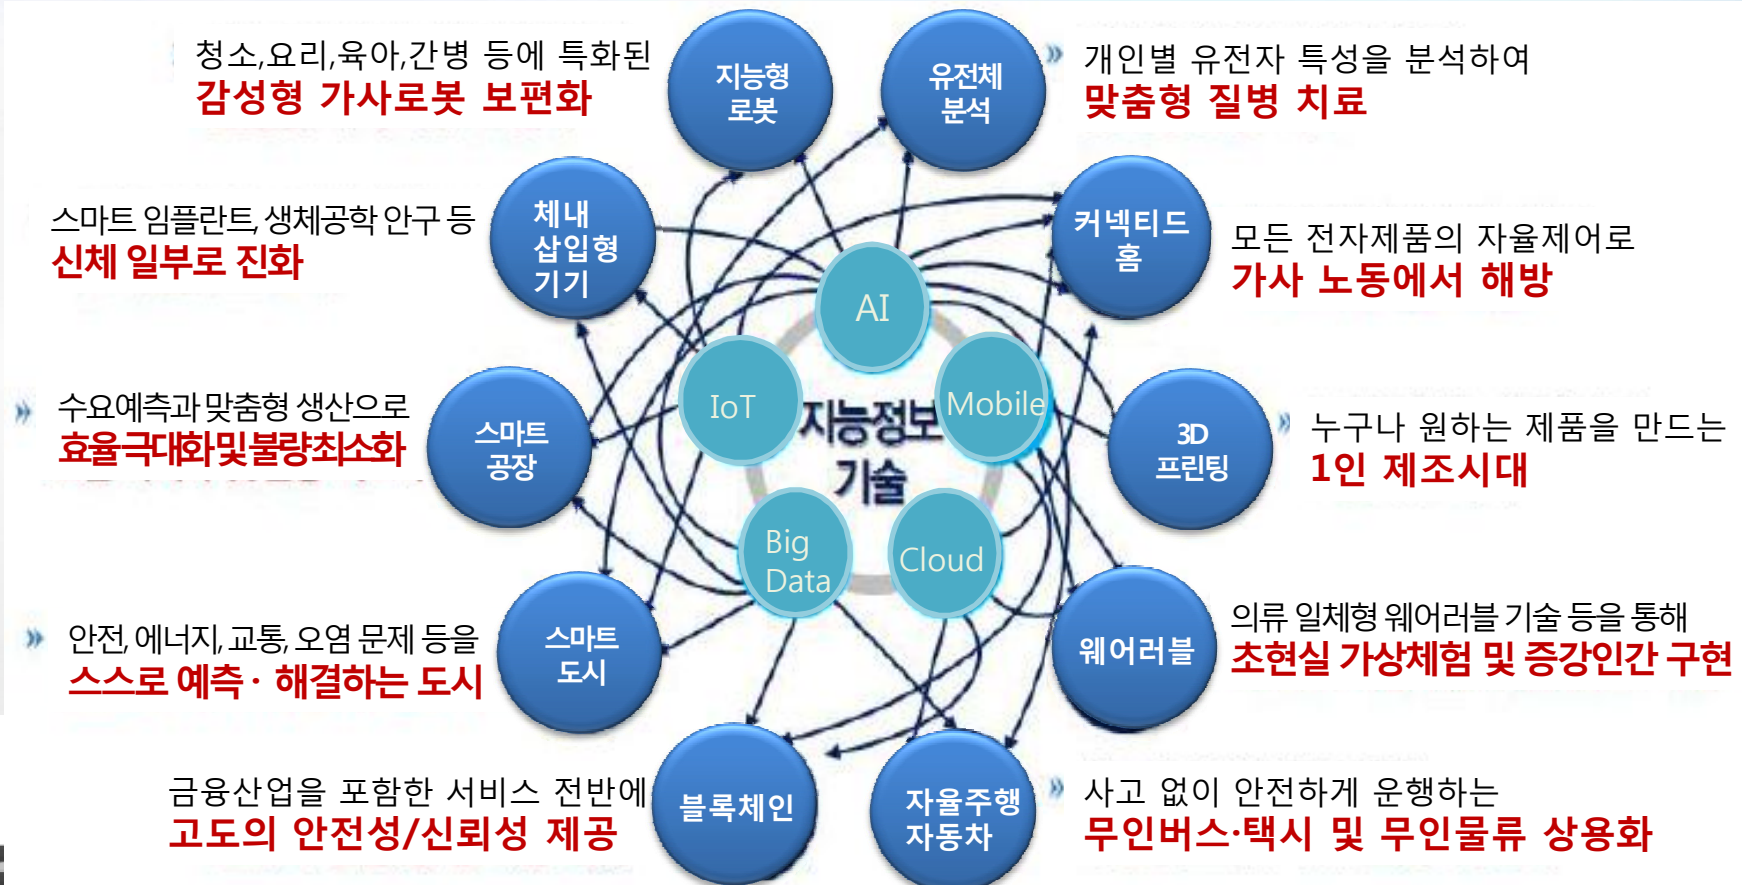 청소,요리,육아,간병 등에 특화된
감성형 가사로봇 보편화
지능형
로봇
유전체
분석
개인별 유전자 특성을 분석하여
맞춤형 질병 치료
스마트 임플란트, 생체공학 안구 등
신체 일부로 진화
체내
삽입형
기기
커넥티드
홈
모든 전자제품의 자율제어로
가사 노동에서 해방
수요예측과 맞춤형 생산으로
효율극대화 및 불량최소화
스마트
공장
AI
IoT
Mobile
지능정보
기술
Big
Data
Cloud
3D
프린팅
누구나 원하는 제품을 만드는
1인 제조시대
안전, 에너지, 교통, 오염 문제 등을
스스로 예측· 해결하는 도시
스마트
도시
웨어러블
의류 일체형 웨어러블 기술 등을 통해
초현실 가상체험 및 증강인간 구현
금융산업을 포함한 서비스 전반에
고도의 안전성/신뢰성 제공
블록체인
자율주행
자동차
사고 없이 안전하게 운행하는
무인버스·택시 및 무인물류 상용화